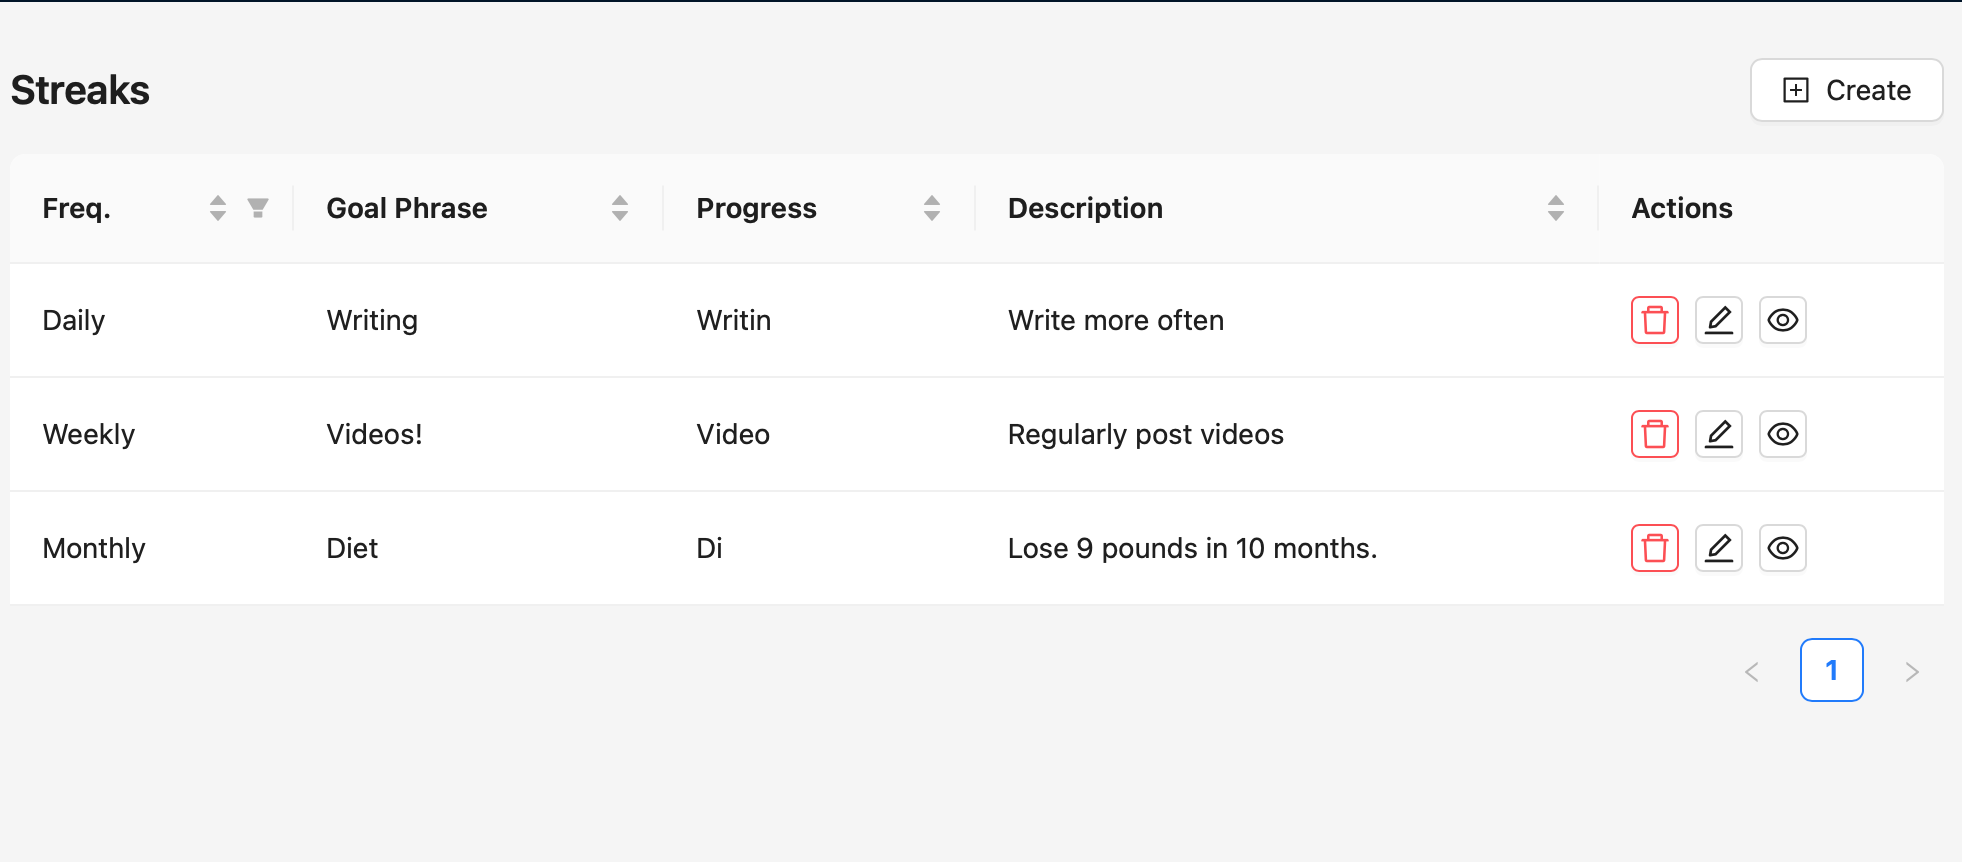 Streaks
Create
Freq. Goal Phrase Progress Description Actions
Daily Writing Writin Write more often
Weekly Videos! Video Regularly post videos
Monthly Diet Di Lose 9 pounds in 10 months.
1